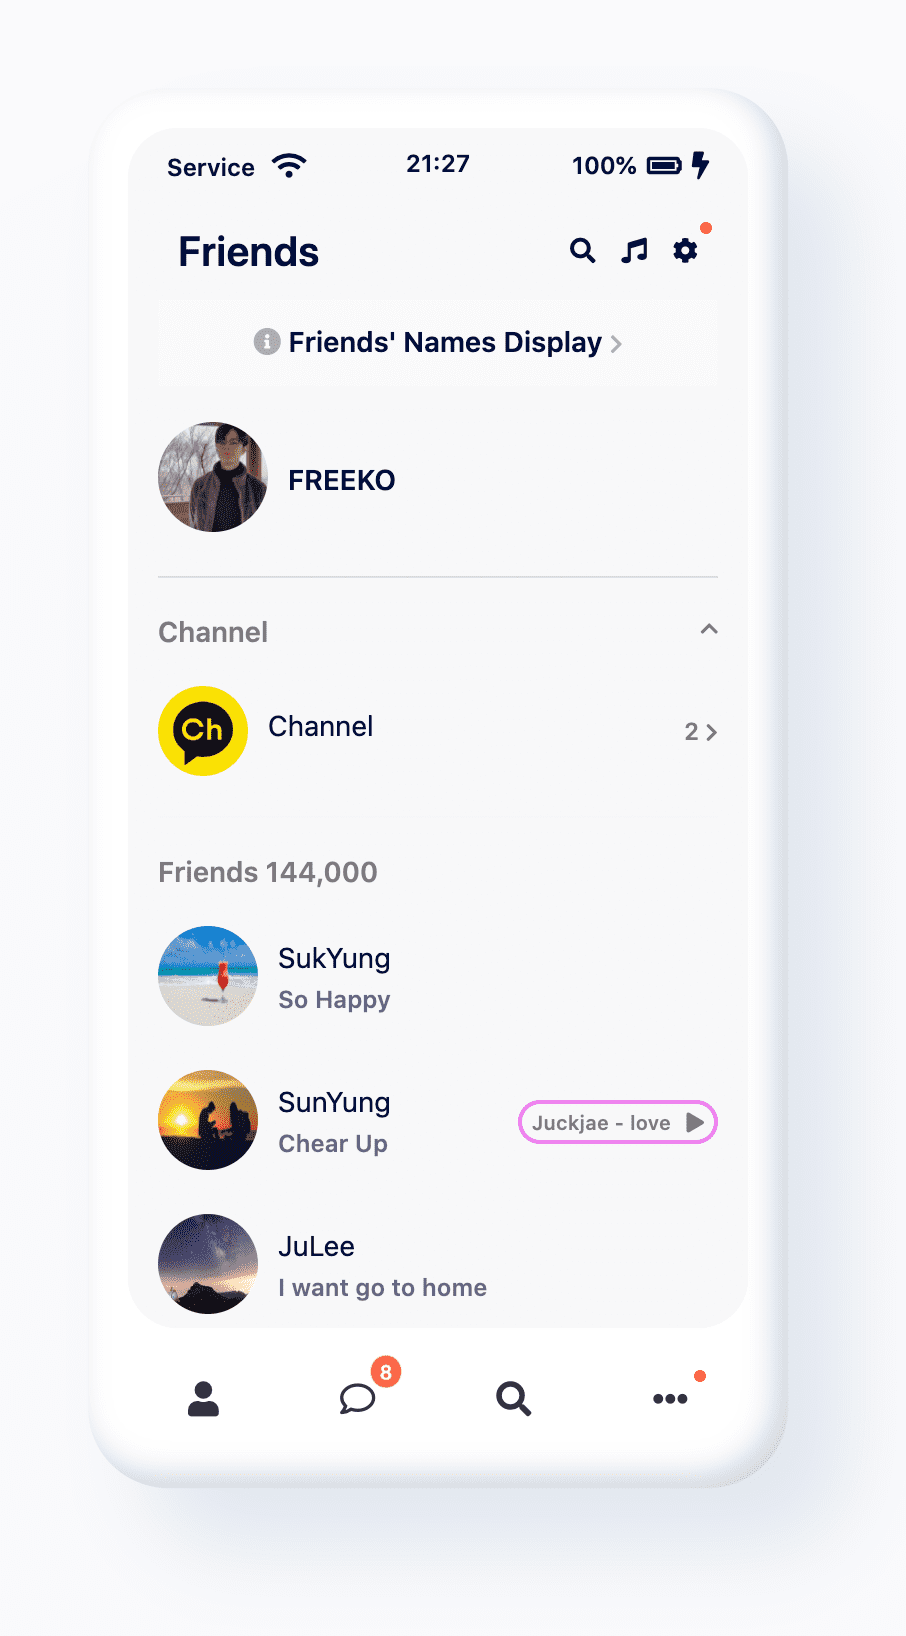 Service 21:27 100%
Friends
Friends' Names Display
FREEKO
Channel
Ch Channel 2
Friends 144,000
SukYung
So Happy
SunYung
Chear Up
Juckjae - love
JuLee
I want go to home
8